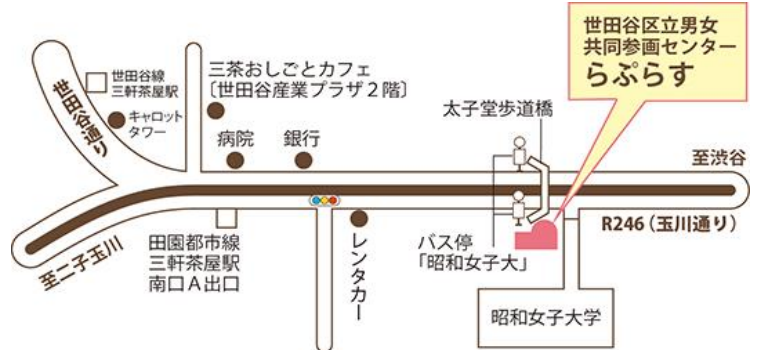 世田谷区立男女
共同参画センター
らぷらす
世田谷線
三軒茶屋駅
キャロット
タワー
世田谷通り
三茶おしごとカフェ
〔世田谷産業プラザ2階〕
病院
銀行
太子堂歩道橋
至渋谷
R246（玉川通り）
至二子玉川
田園都市線
三軒茶屋駅
南口A出口
レンタカー
バス停
「昭和女子大」
昭和女子大学